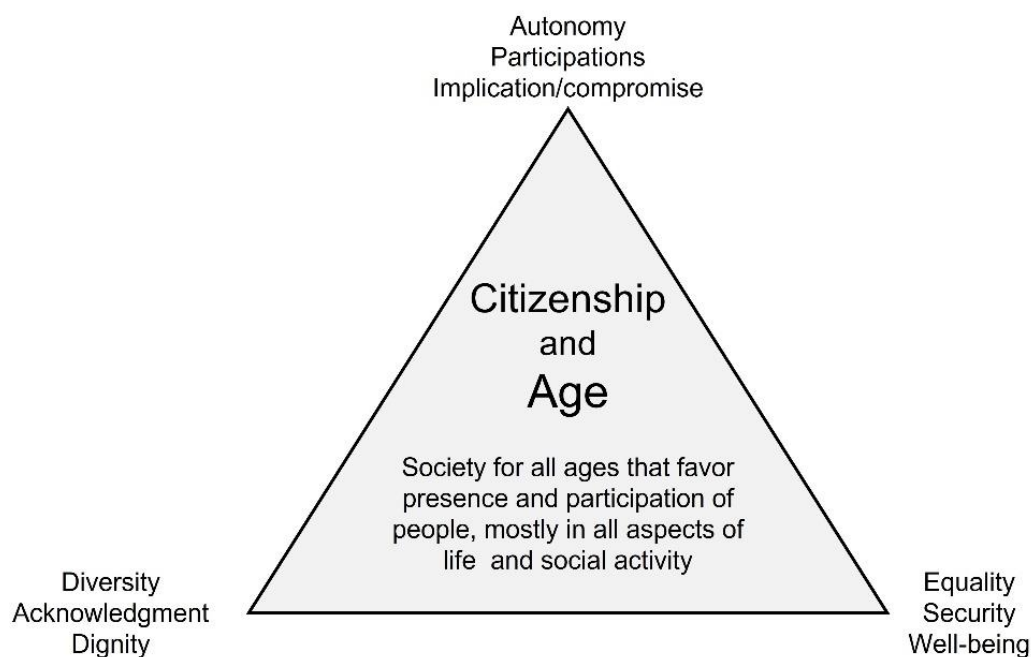 Autonomy
Participations
Implication/compromise
Citizenship
and
Age
Society for all ages that favor
presence and participation of
people, mostly in all aspects of
life and social activity
Diversity
Acknowledgment
Dignity
Equality
Security
Well-being